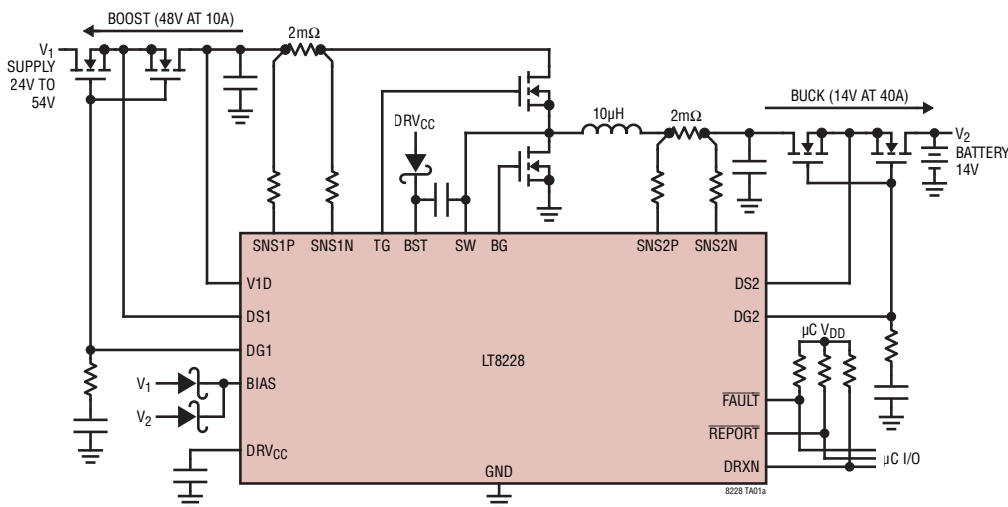 BOOST (48V AT 10A)
2mΩ
V1
SUPPLY
24V TO
54V
DRVCC
10µH
2mΩ
BUCK (14V AT 40A)
V2
BATTERY
14V
SNS1P SNS1N TG BST SW BG SNS2P SNS2N
V1D
DS1
DG1
BIAS
DRVCC
V1
V2
LT8228
GND
DS2
DG2
µC VDD
FAULT
REPORT
DRXN
µC I/O
8228 TA01a